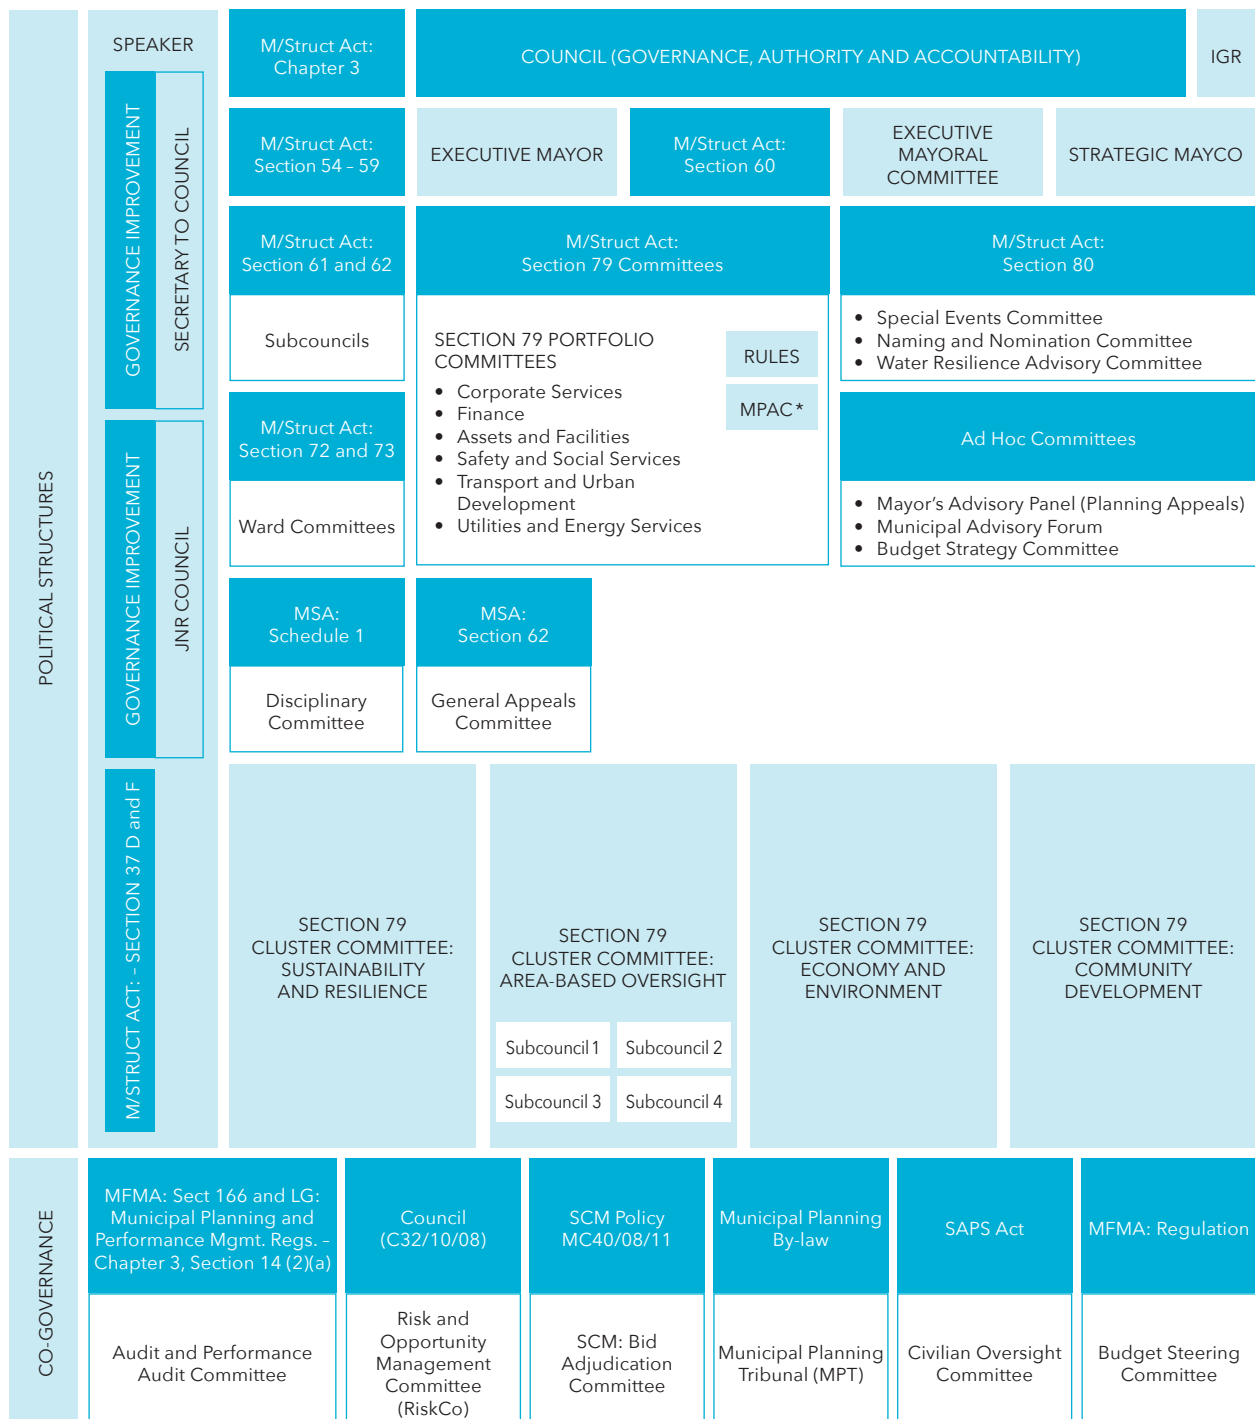 POLITICAL STRUCTURES
SPEAKER
GOVERNANCE IMPROVEMENT
SECRETARY TO COUNCIL
GOVERNANCE IMPROVEMENT
JNR COUNCIL
M/STRUCT ACT: – SECTION 37 D and F
M/Struct Act:
Chapter 3
COUNCIL (GOVERNANCE, AUTHORITY AND ACCOUNTABILITY)
IGR
M/Struct Act:
Section 54 – 59
EXECUTIVE MAYOR
M/Struct Act:
Section 60
EXECUTIVE
MAYORAL
COMMITTEE
STRATEGIC MAYCO
M/Struct Act:
Section 61 and 62
Subcouncils
M/Struct Act:
Section 72 and 73
Ward Committees
M/Struct Act:
Section 79 Committees
SECTION 79 PORTFOLIO
COMMITTEES
• Corporate Services
• Finance
• Assets and Facilities
• Safety and Social Services
• Transport and Urban
Development
• Utilities and Energy Services
RULES
MPAC*
M/Struct Act:
Section 80
• Special Events Committee
• Naming and Nomination Committee
• Water Resilience Advisory Committee
Ad Hoc Committees
• Mayor's Advisory Panel (Planning Appeals)
• Municipal Advisory Forum
• Budget Strategy Committee
MSA:
Schedule 1
Disciplinary
Committee
MSA:
Section 62
General Appeals
Committee
SECTION 79
CLUSTER COMMITTEE:
SUSTAINABILITY
AND RESILIENCE
SECTION 79
CLUSTER COMMITTEE:
AREA-BASED OVERSIGHT
Subcouncil 1
Subcouncil 2
Subcouncil 3
Subcouncil 4
SECTION 79
CLUSTER COMMITTEE:
ECONOMY AND
ENVIRONMENT
SECTION 79
CLUSTER COMMITTEE:
COMMUNITY
DEVELOPMENT
CO-GOVERNANCE
MFMA: Sect 166 and LG:
Municipal Planning and
Performance Mgmt. Regs. –
Chapter 3, Section 14 (2)(a)
Audit and Performance
Audit Committee
Council
(C32/10/08)
Risk and
Opportunity
Management
Committee
(RiskCo)
SCM Policy
MC40/08/11
SCM: Bid
Adjudication
Committee
Municipal Planning
By-law
Municipal Planning
Tribunal (MPT)
SAPS Act
Civilian Oversight
Committee
MFMA: Regulation
Budget Steering
Committee